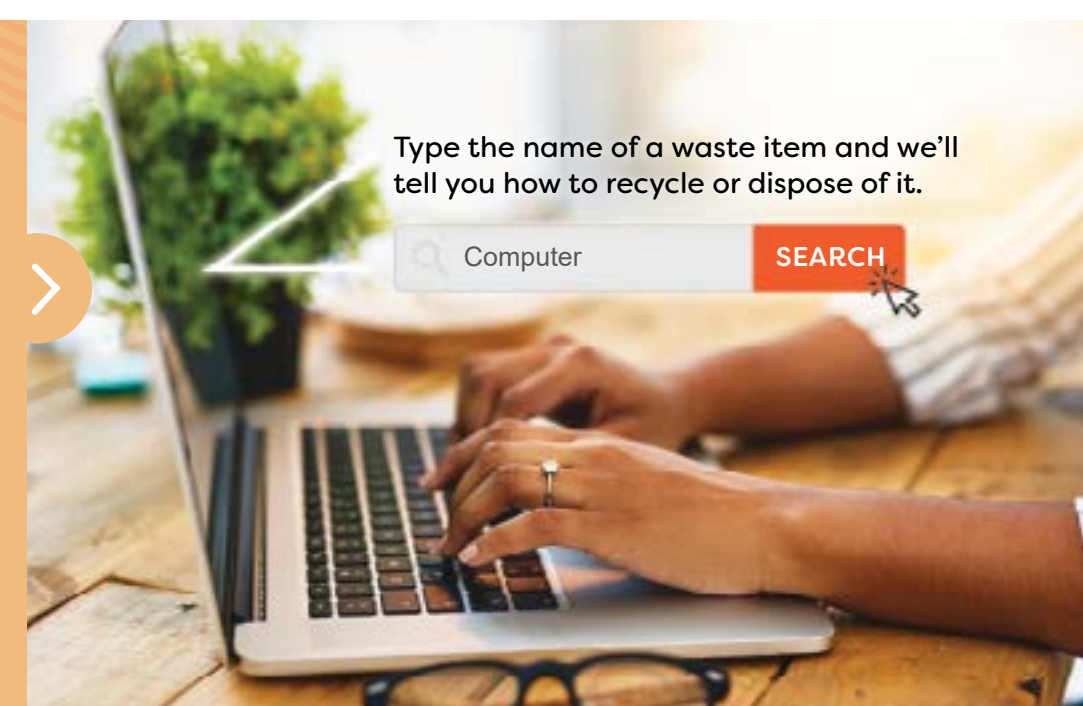 Type the name of a waste item and we'll
tell you how to recycle or dispose of it.
Computer
SEARCH